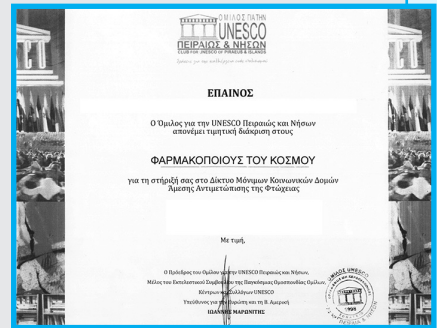 ΟΜΙΛΟΣ ΓΙΑ ΤΗΝ
UNESCO
ΠΕΙΡΑΙΩΣ & ΝΗΣΩΝ
CLUB FOR UNESCO OF PIRAEUS & ISLANDS
ΕΠΑΙΝΟΣ
Ο Όμιλος για την UNESCO Πειραιώς και Νήσων
απονέμει τιμητική διάκριση στους
ΦΑΡΜΑΚΟΠΟΙΟΥΣ ΤΟΥ ΚΟΣΜΟΥ
για τη στήριξή σας στο Δίκτυο Μόνιμων Κοινωνικών Δομών
Άμεσης Αντιμετώπισης της Φτώχειας
Με τιμή,
Ο Πρόεδρος του Ομίλου για την UNESCO Πειραιώς και Νήσων,
Μέλος του Εκτελεστικού Συμβουλίου της Παγκόσμιας Ομοσπονδίας Ομίλων,
Κέντρων και Συλλόγων UNESCO
Υπεύθυνος για την Ευρώπη και τη Β. Αμερική
ΙΩΑΝΝΗΣ ΜΑΡΩΝΙΤΗΣ